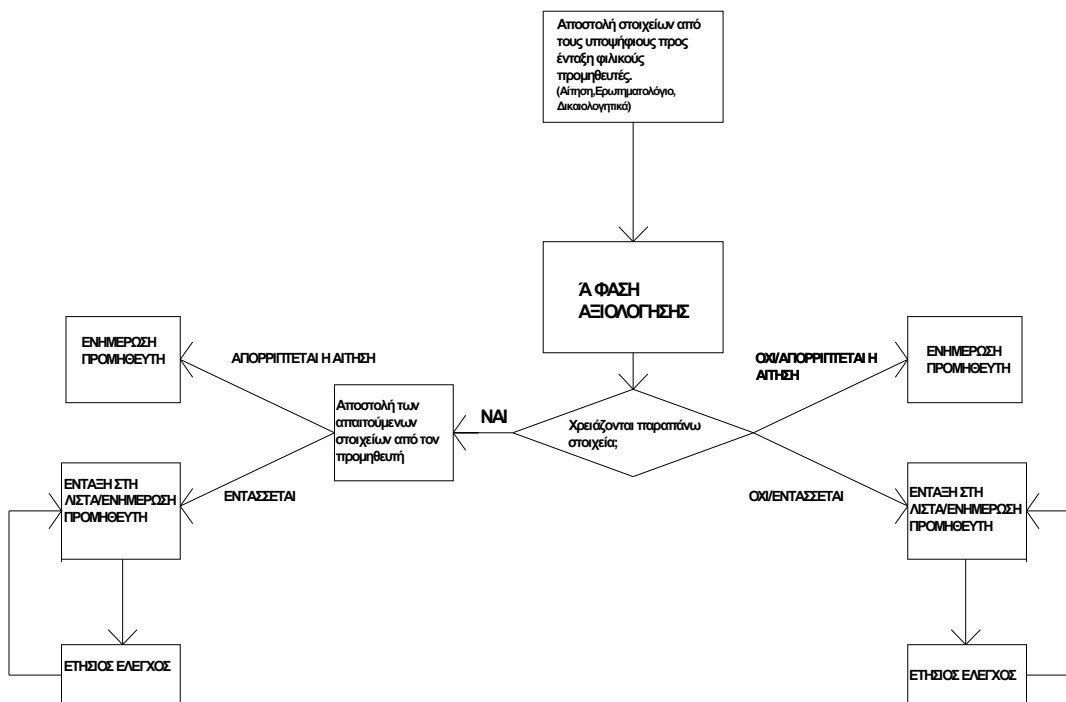 Αποστολή στοιχείων από
τους υποψήφιους προς
ένταξη φιλικούς
προμηθευτές.
(Αίτηση,Ερωτηματολόγιο,
Δικαιολογητικά)
Ά ΦΑΣΗ
ΑΞΙΟΛΟΓΗΣΗΣ
ΕΝΗΜΕΡΩΣΗ
ΠΡΟΜΗΘΕΥΤΗ
ΑΠΟΡΡΙΠΤΕΤΑΙ Η ΑΙΤΗΣΗ
ΟΧΙ/ΑΠΟΡΡΙΠΤΕΤΑΙ Η
ΑΙΤΗΣΗ
ΕΝΗΜΕΡΩΣΗ
ΠΡΟΜΗΘΕΥΤΗ
Αποστολή των
απαιτούμενων
στοιχείων από τον
προμηθευτή
ΝΑΙ
Χρειάζονται παραπάνω
στοιχεία;
ΕΝΤΑΞΗ ΣΤΗ
ΛΙΣΤΑ/ΕΝΗΜΕΡΩΣΗ
ΠΡΟΜΗΘΕΥΤΗ
ΕΝΤΑΣΣΕΤΑΙ
ΟΧΙ/ΕΝΤΑΣΣΕΤΑΙ
ΕΝΤΑΞΗ ΣΤΗ
ΛΙΣΤΑ/ΕΝΗΜΕΡΩΣΗ
ΠΡΟΜΗΘΕΥΤΗ
ΕΤΗΣΙΟΣ ΕΛΕΓΧΟΣ
ΕΤΗΣΙΟΣ ΕΛΕΓΧΟΣ